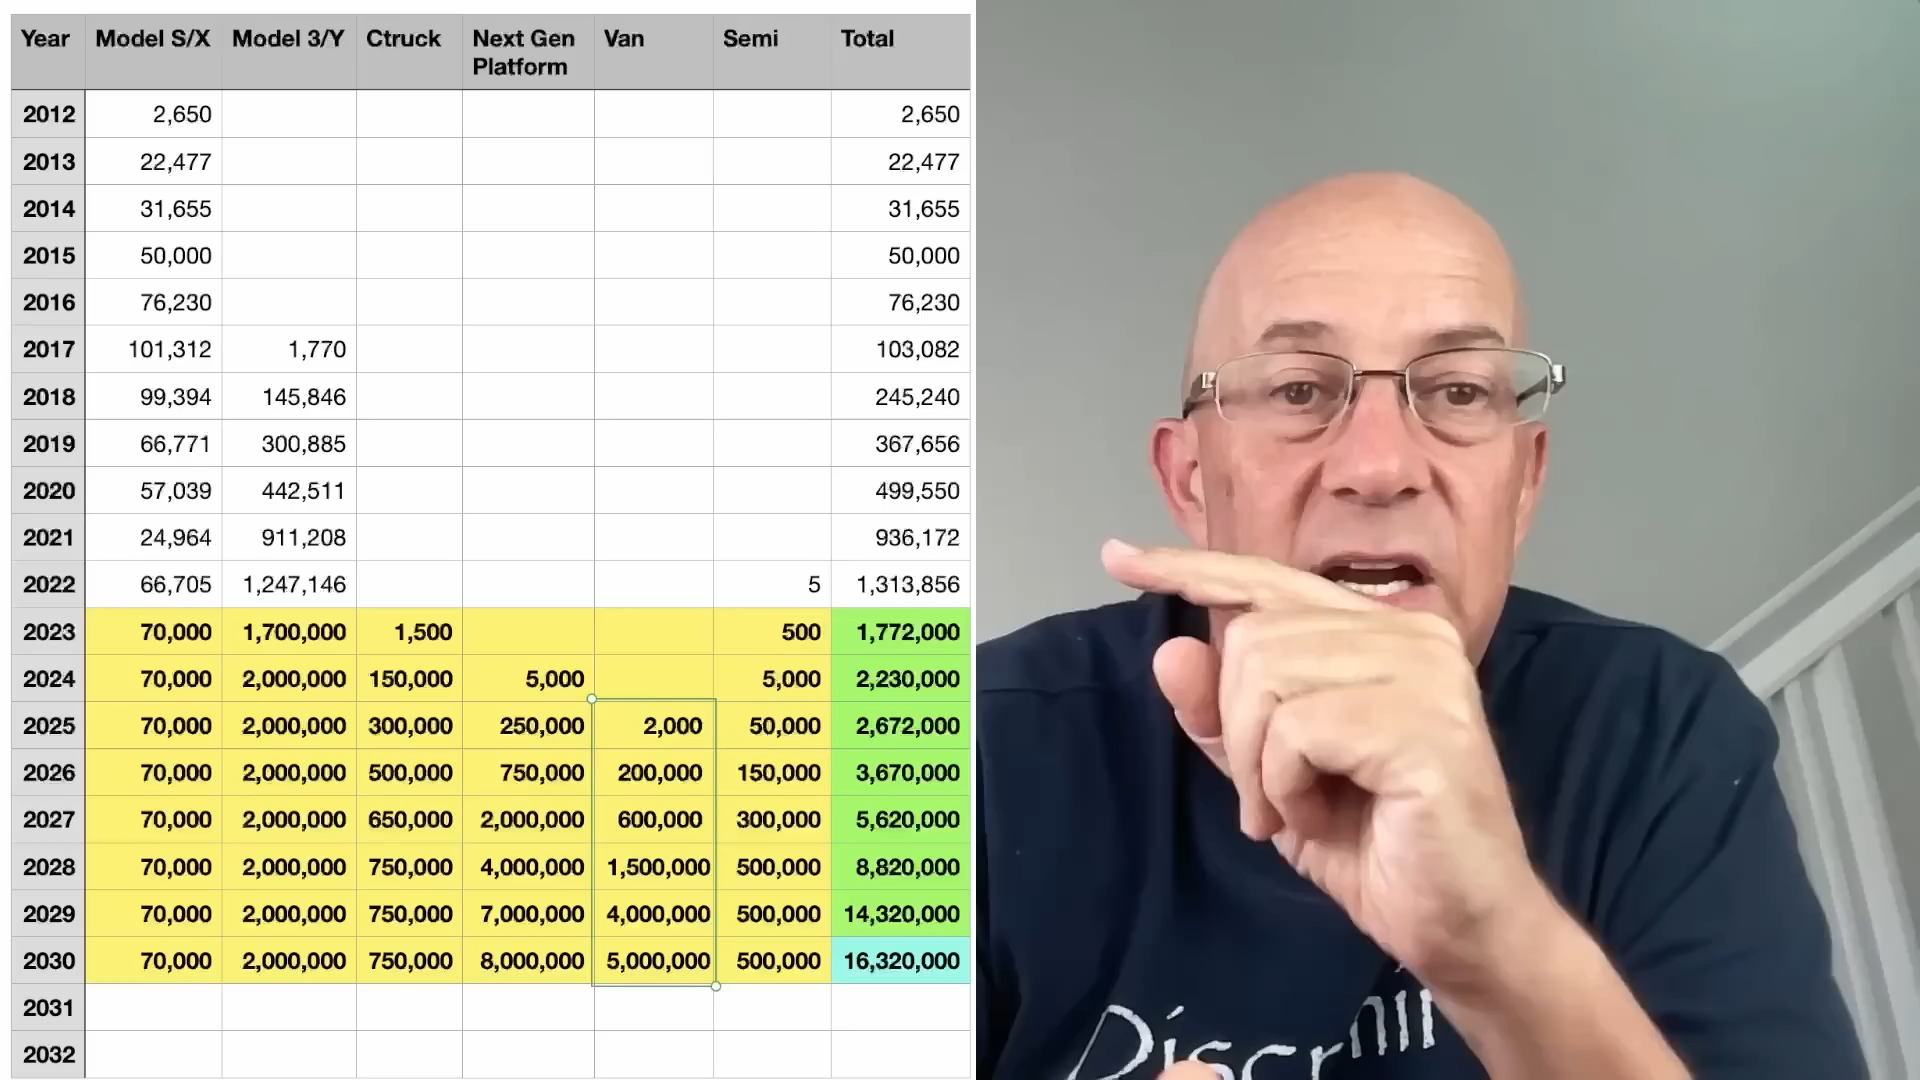 Year Model S/X Model 3/Y Ctruck Next Gen Platform Van Semi Total
2012 2,650 2,650
2013 22,477 22,477
2014 31,655 31,655
2015 50,000 50,000
2016 76,230 76,230
2017 101,312 1,770 103,082
2018 99,394 145,846 245,240
2019 66,771 300,885 367,656
2020 57,039 442,511 499,550
2021 24,964 911,208 936,172
2022 66,705 1,247,146 5 1,313,856
2023 70,000 1,700,000 1,500 500 1,772,000
2024 70,000 2,000,000 150,000 5,000 5,000 2,230,000
2025 70,000 2,000,000 300,000 250,000 2,000 50,000 2,672,000
2026 70,000 2,000,000 500,000 750,000 200,000 150,000 3,670,000
2027 70,000 2,000,000 650,000 2,000,000 600,000 300,000 5,620,000
2028 70,000 2,000,000 750,000 4,000,000 1,500,000 500,000 8,820,000
2029 70,000 2,000,000 750,000 7,000,000 4,000,000 500,000 14,320,000
2030 70,000 2,000,000 750,000 8,000,000 5,000,000 500,000 16,320,000
2031
2032